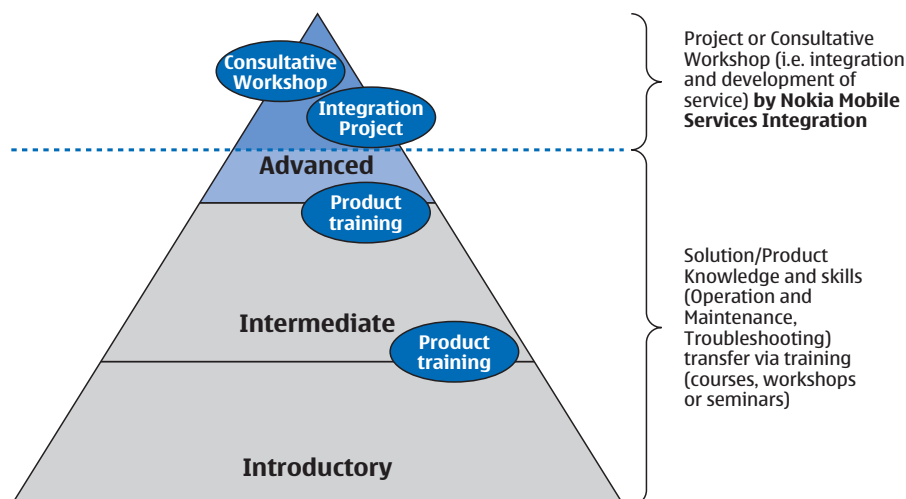 Consultative
Workshop
Integration
Project
Advanced
Product
training
Intermediate
Product
training
Introductory
Project or Consultative
Workshop (i.e. integration
and development of
service) by Nokia Mobile
Services Integration
Solution/Product
Knowledge and skills
(Operation and
Maintenance,
Troubleshooting)
transfer via training
(courses, workshops
or seminars)